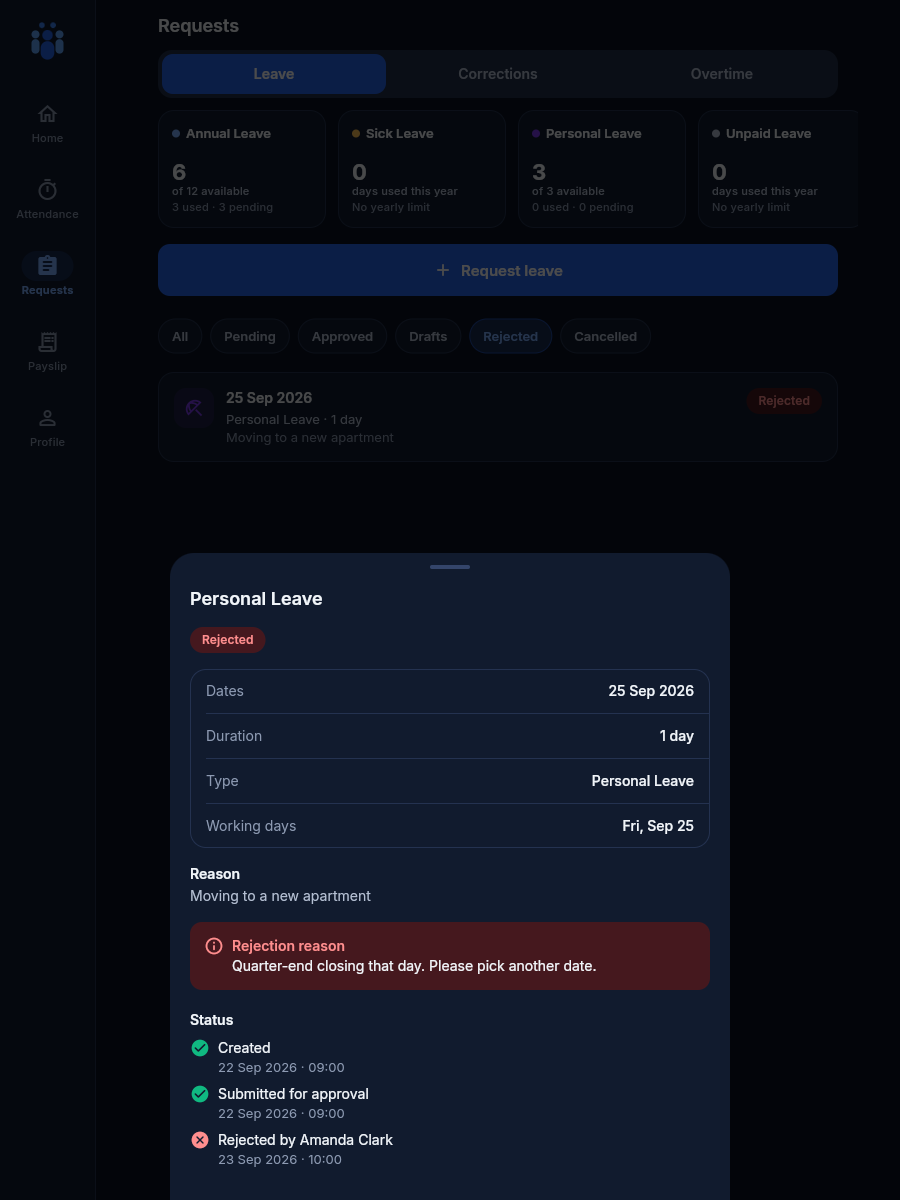 Requests
Leave
Corrections
Overtime
Home
Attendance
Requests
Payslip
Profile
Annual Leave
6
of 12 available
3 used · 3 pending
Sick Leave
0
days used this year
No yearly limit
Personal Leave
3
of 3 available
0 used · 0 pending
Unpaid Leave
0
days used this year
No yearly limit
+ Request leave
All
Pending
Approved
Drafts
Rejected
Cancelled
25 Sep 2026
Rejected
Personal Leave · 1 day
Moving to a new apartment
Personal Leave
Rejected
Dates 25 Sep 2026
Duration 1 day
Type Personal Leave
Working days Fri, Sep 25
Reason
Moving to a new apartment
Rejection reason
Quarter-end closing that day. Please pick another date.
Status
Created
22 Sep 2026 · 09:00
Submitted for approval
22 Sep 2026 · 09:00
Rejected by Amanda Clark
23 Sep 2026 · 10:00